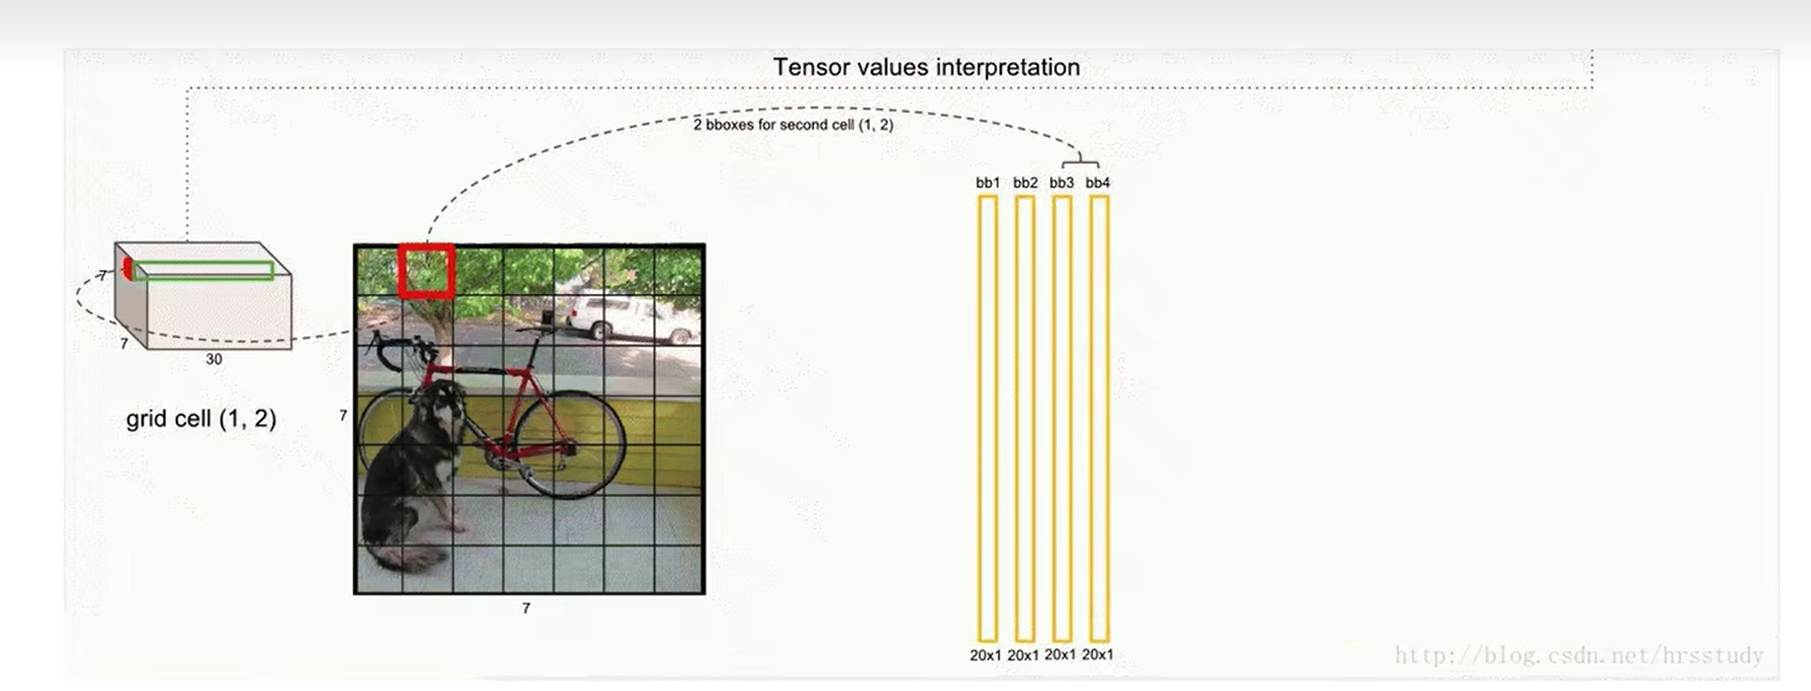 Tensor values interpretation
2 bboxes for second cell (1, 2)
bb1 bb2 bb3 bb4
7
7
30
grid cell (1, 2)
7
7
20x1 20x1 20x1 20x1
http://blog.csdn.net/hrsstudy